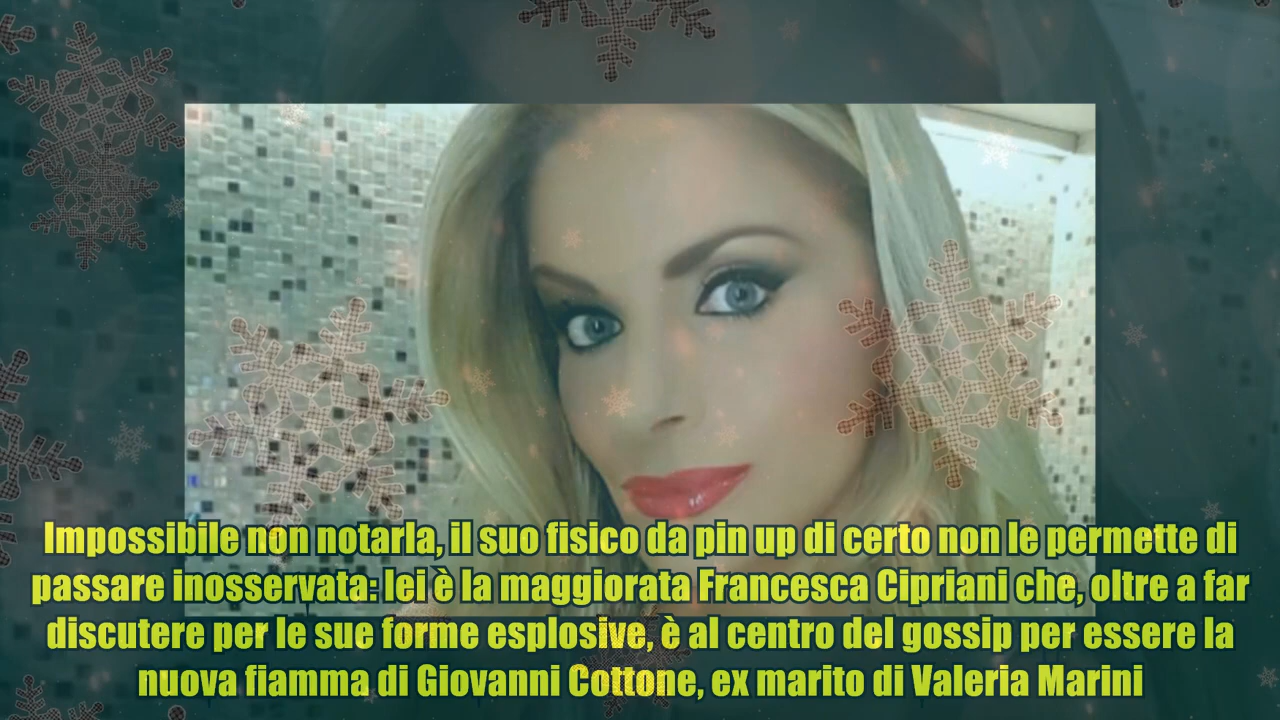 Impossibile non notarla, il suo fisico da pin up di certo non le permette di
passare inosservata: lei è la maggiorata Francesca Cipriani che, oltre a far
discutere per le sue forme esplosive, è al centro del gossip per essere la
nuova fiamma di Giovanni Cottone, ex marito di Valeria Marini